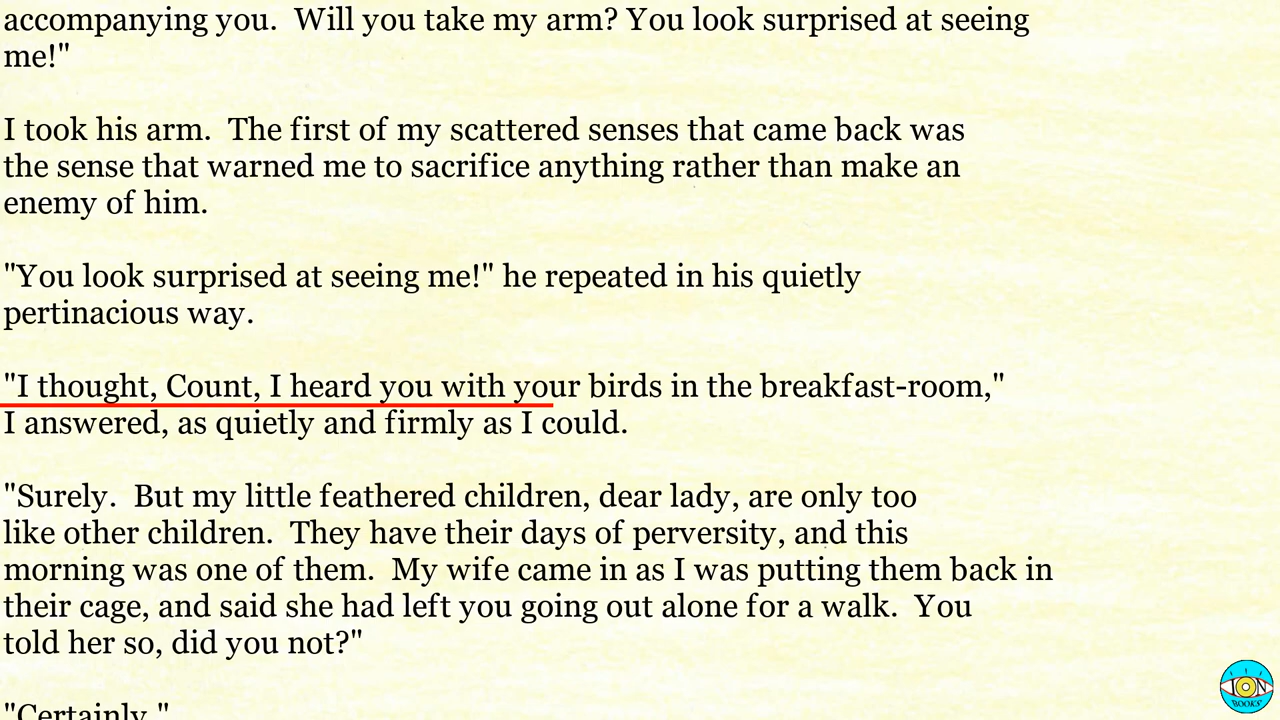 accompanying you.  Will you take my arm? You look surprised at seeing
me!"
I took his arm.  The first of my scattered senses that came back was
the sense that warned me to sacrifice anything rather than make an
enemy of him.
"You look surprised at seeing me!" he repeated in his quietly
pertinacious way.
"I thought, Count, I heard you with your birds in the breakfast-room,"
I answered, as quietly and firmly as I could.
"Surely.  But my little feathered children, dear lady, are only too
like other children.  They have their days of perversity, and this
morning was one of them.  My wife came in as I was putting them back in
their cage, and said she had left you going out alone for a walk.  You
told her so, did you not?"
"Certainly."
ION
BOOKS